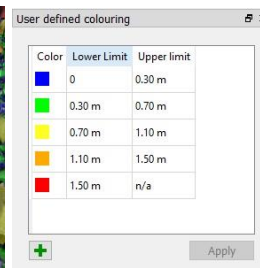 User defined colouring
Color Lower Limit Upper limit
0 0.30 m
0.30 m 0.70 m
0.70 m 1.10 m
1.10 m 1.50 m
1.50 m n/a
Apply